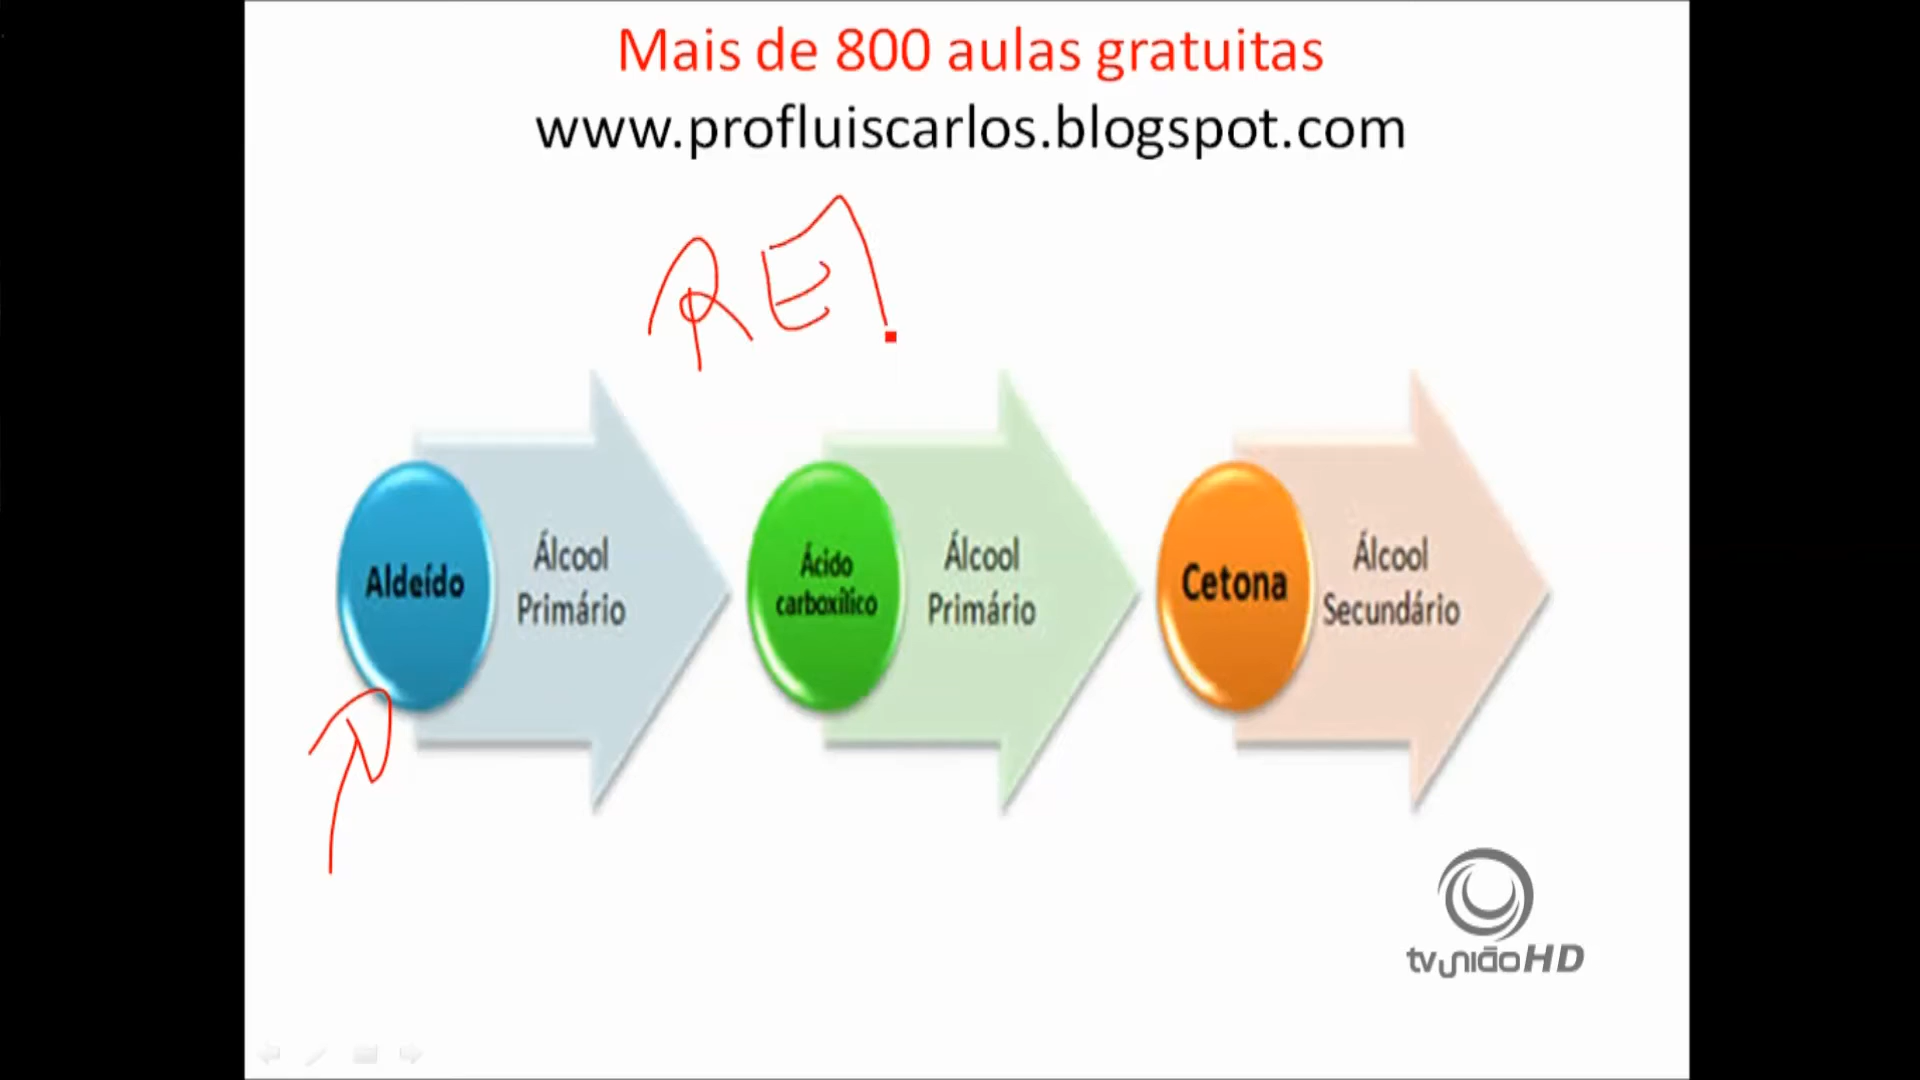 Mais de 800 aulas gratuitas
www.profluiscarlos.blogspot.com
RE
Aldeído
Álcool
Primário
Ácido
carboxílico
Álcool
Primário
Cetona
Álcool
Secundário
tvuniãoHD